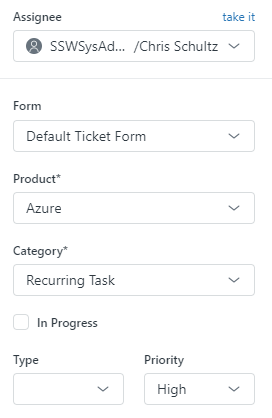 Assignee take it
SSWSysAd... /Chris Schultz
Form
Default Ticket Form
Product*
Azure
Category*
Recurring Task
In Progress
Type Priority
High